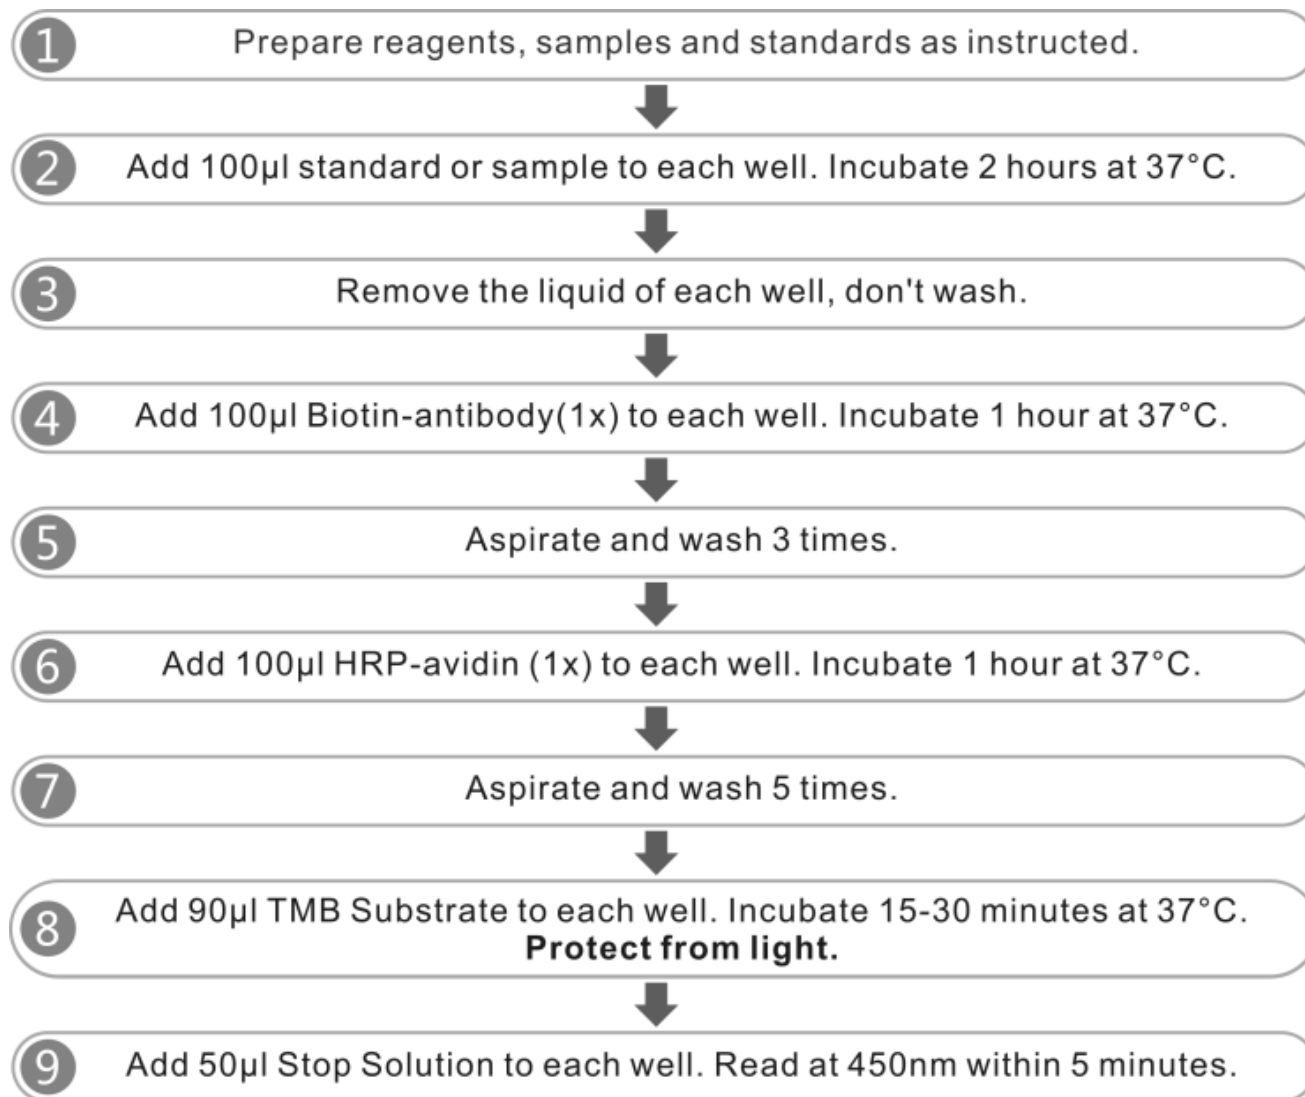 1 Prepare reagents, samples and standards as instructed.
2 Add 100μl standard or sample to each well. Incubate 2 hours at 37°C.
3 Remove the liquid of each well, don't wash.
4 Add 100μl Biotin-antibody(1x) to each well. Incubate 1 hour at 37°C.
5 Aspirate and wash 3 times.
6 Add 100μl HRP-avidin (1x) to each well. Incubate 1 hour at 37°C.
7 Aspirate and wash 5 times.
8 Add 90μl TMB Substrate to each well. Incubate 15-30 minutes at 37°C.
Protect from light.
9 Add 50μl Stop Solution to each well. Read at 450nm within 5 minutes.